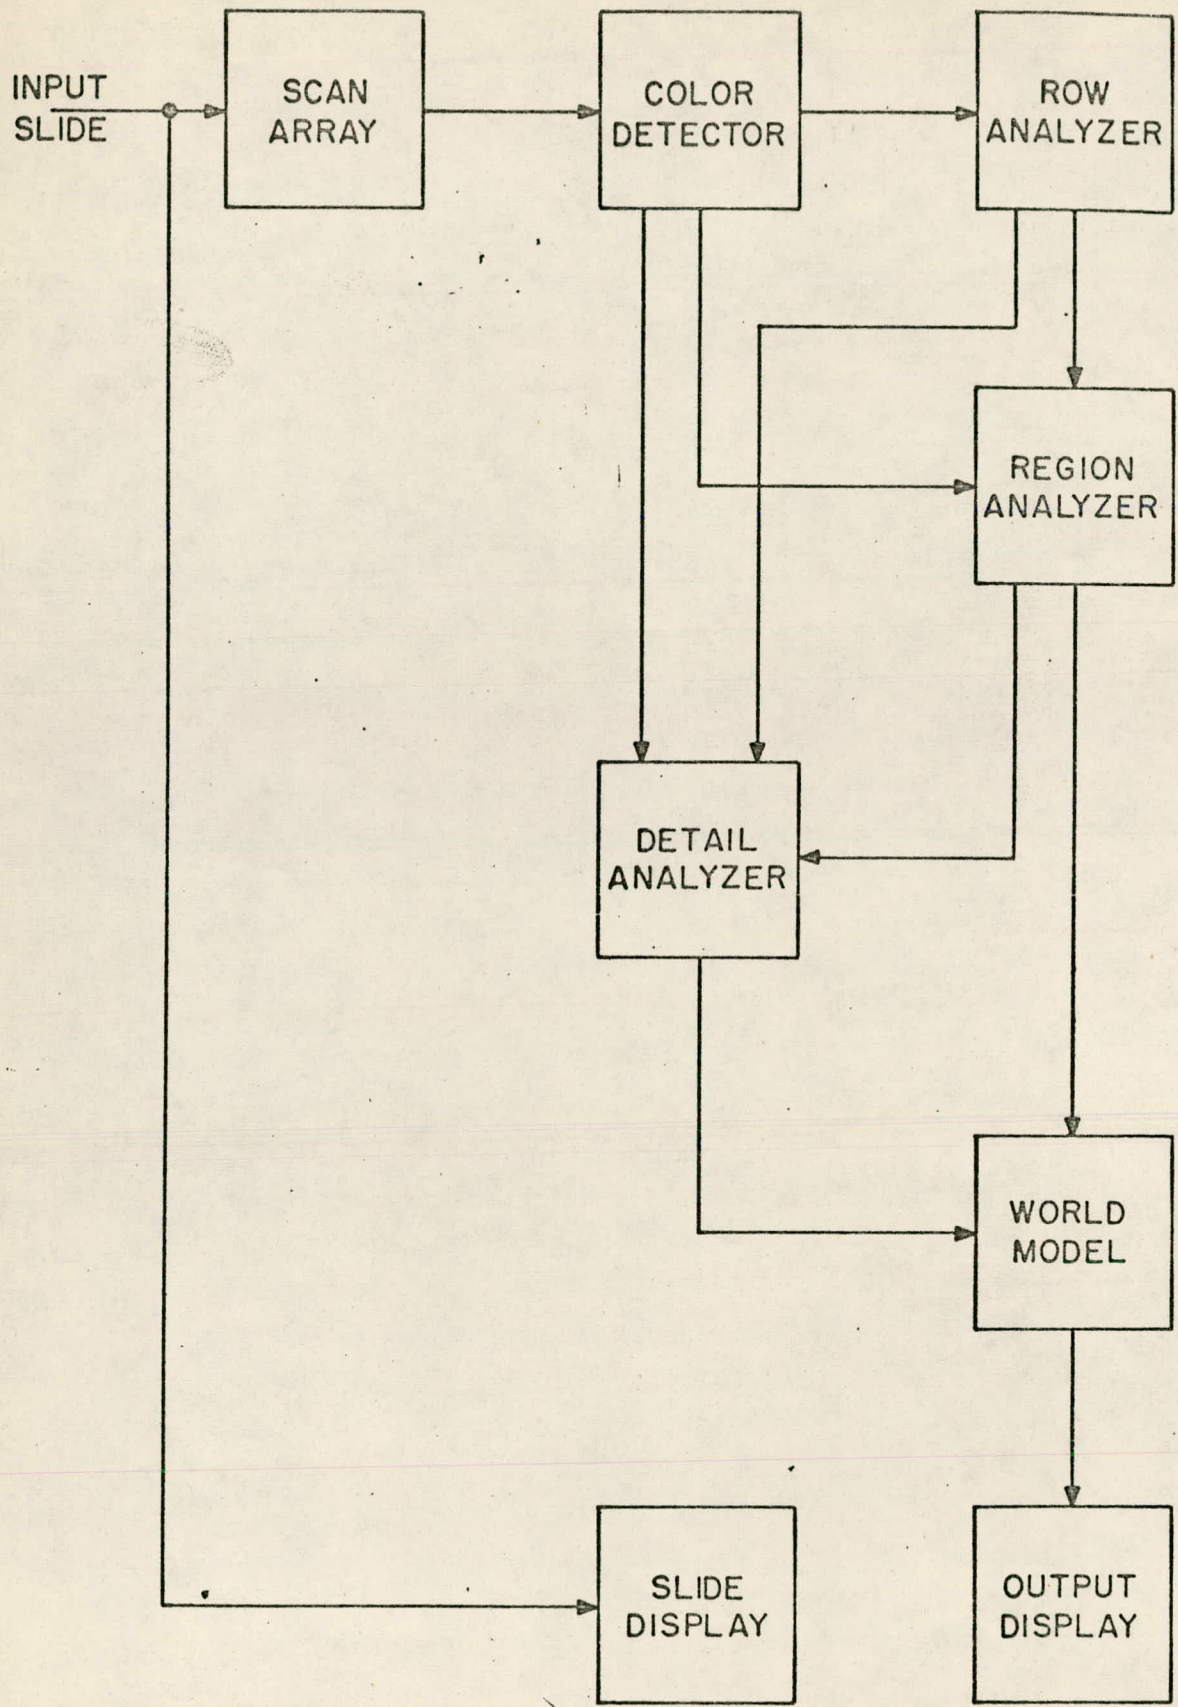 INPUT
SLIDE
SCAN
ARRAY
COLOR
DETECTOR
ROW
ANALYZER
REGION
ANALYZER
DETAIL
ANALYZER
WORLD
MODEL
SLIDE
DISPLAY
OUTPUT
DISPLAY